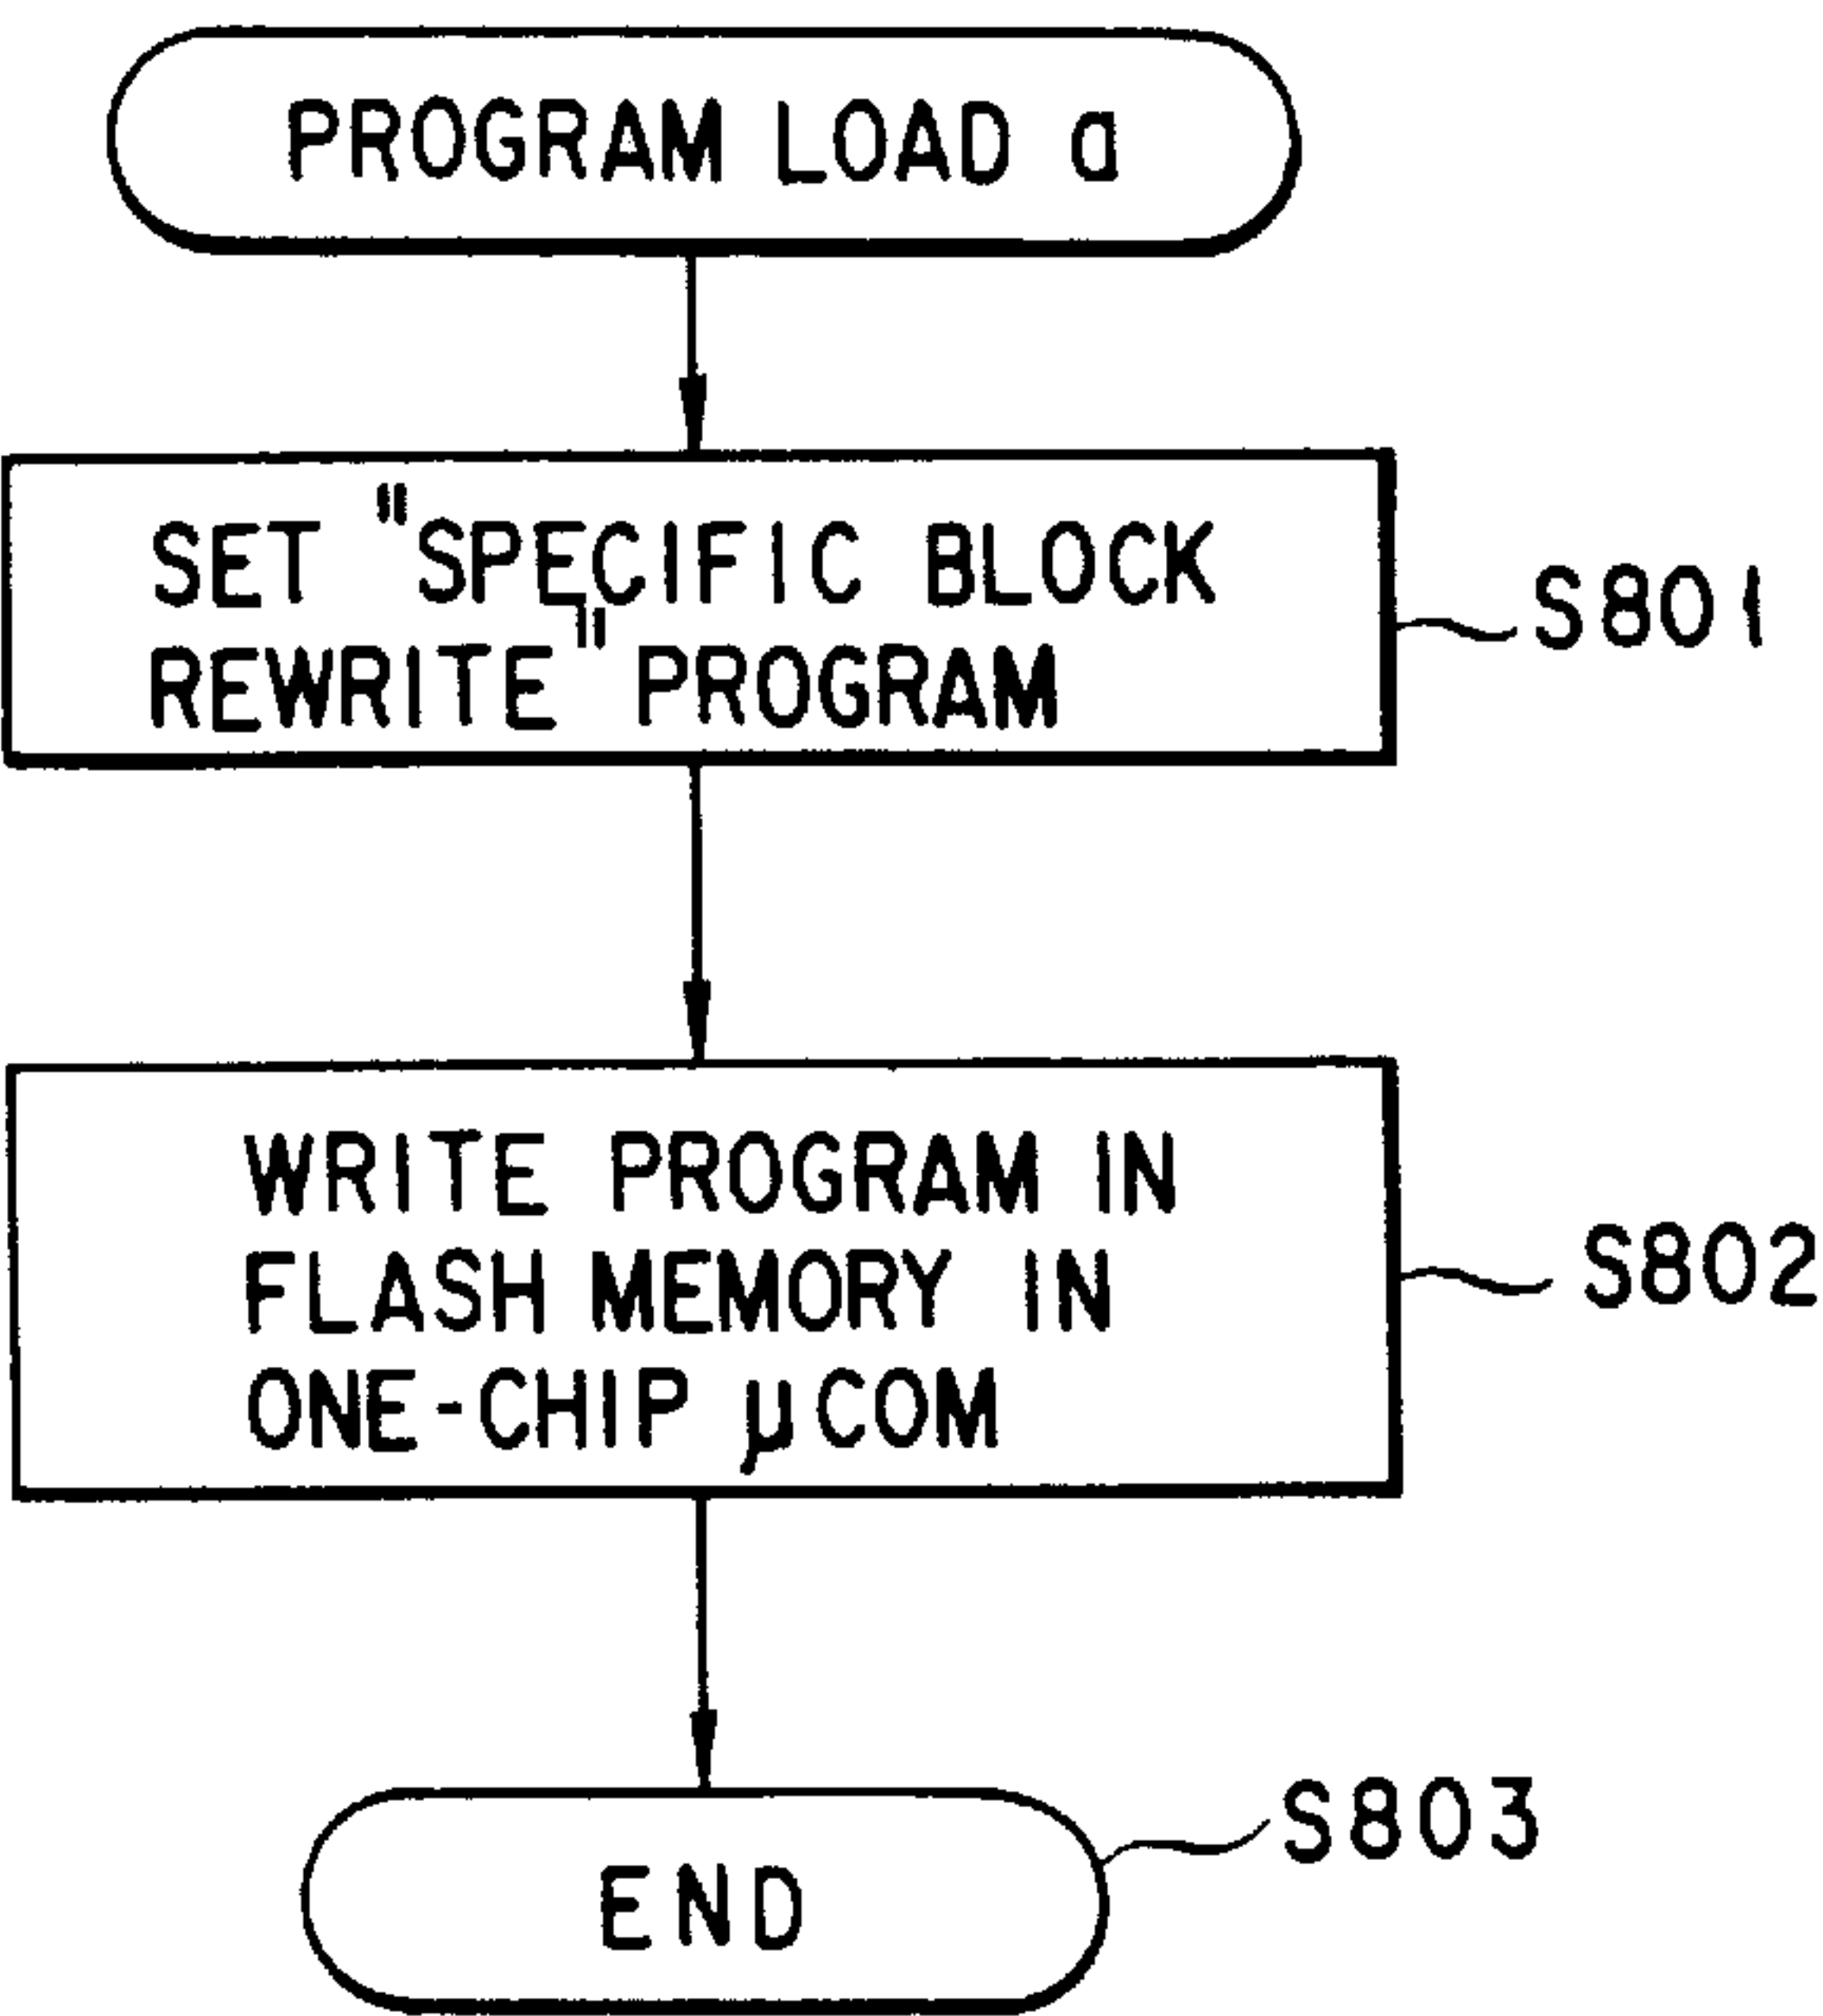 PROGRAM LOAD a
SET "SPECIFIC BLOCK
REWRITE" PROGRAM
S801
WRITE PROGRAM IN
FLASH MEMORY IN
ONE-CHIP μCOM
S802
S803
END